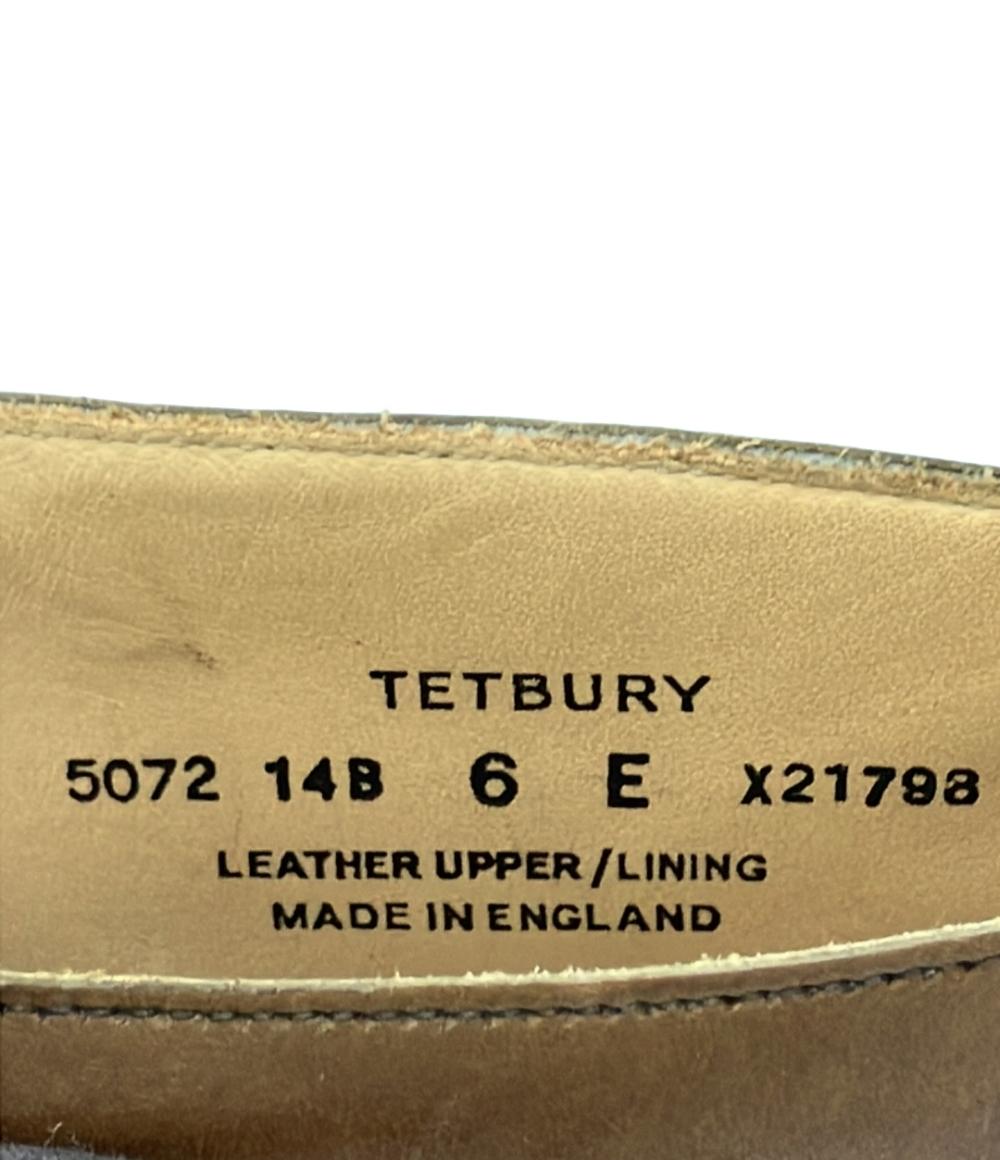 TETBURY
5072 14B 6 E X21798
LEATHER UPPER/LINING
MADE IN ENGLAND